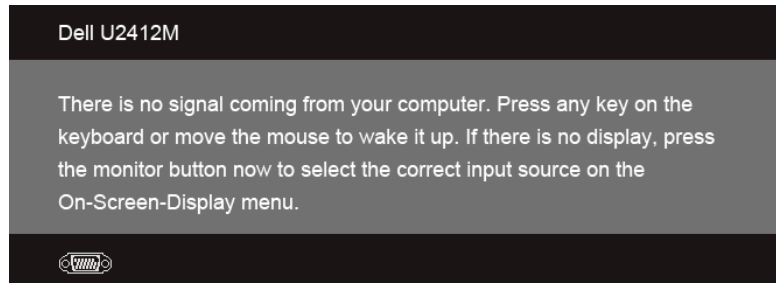 Dell U2412M
There is no signal coming from your computer. Press any key on the
keyboard or move the mouse to wake it up. If there is no display, press
the monitor button now to select the correct input source on the
On-Screen-Display menu.